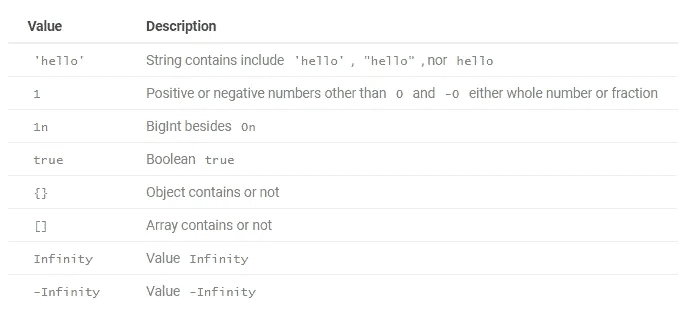 Value Description
'hello' String contains include 'hello' , "hello" , nor hello
1 Positive or negative numbers other than 0 and -0 either whole number or fraction
1n BigInt besides 0n
true Boolean true
{} Object contains or not
[] Array contains or not
Infinity Value Infinity
-Infinity Value -Infinity